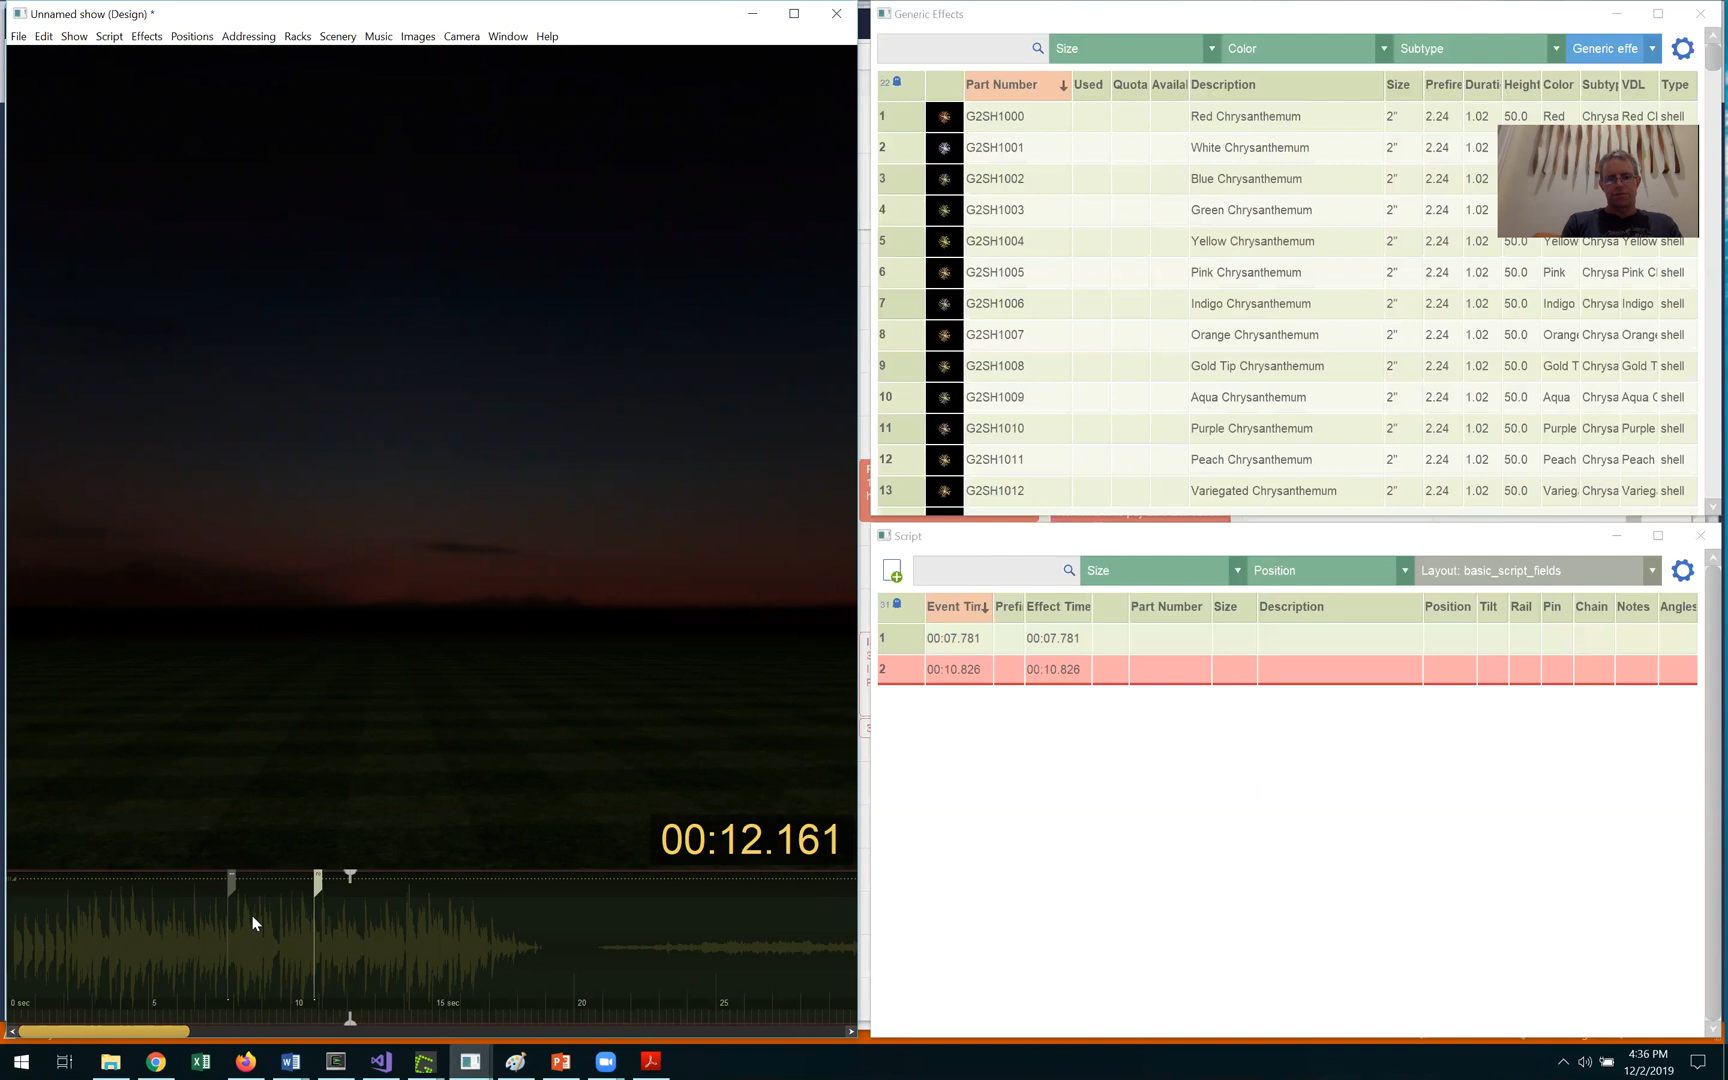 Unnamed show (Design) *
File Edit Show Script Effects Positions Addressing Racks Scenery Music Images Camera Window Help
00:12.161
0 sec 5 10 15 sec 20 25
Generic Effects
Size Color Subtype Generic effe
22 Part Number Used Quota Availal Description Size Prefire Durati Height Color Subtyp VDL Type
1 G2SH1000 Red Chrysanthemum 2" 2.24 1.02 50.0 Red Chrysa Red Cl shell
2 G2SH1001 White Chrysanthemum 2" 2.24 1.02
3 G2SH1002 Blue Chrysanthemum 2" 2.24 1.02
4 G2SH1003 Green Chrysanthemum 2" 2.24 1.02
5 G2SH1004 Yellow Chrysanthemum 2" 2.24 1.02 50.0 Yellow Chrysa Yellow shell
6 G2SH1005 Pink Chrysanthemum 2" 2.24 1.02 50.0 Pink Chrysa Pink C shell
7 G2SH1006 Indigo Chrysanthemum 2" 2.24 1.02 50.0 Indigo Chrysa Indigo shell
8 G2SH1007 Orange Chrysanthemum 2" 2.24 1.02 50.0 Orang Chrysa Orang shell
9 G2SH1008 Gold Tip Chrysanthemum 2" 2.24 1.02 50.0 Gold T Chrysa Gold T shell
10 G2SH1009 Aqua Chrysanthemum 2" 2.24 1.02 50.0 Aqua Chrysa Aqua C shell
11 G2SH1010 Purple Chrysanthemum 2" 2.24 1.02 50.0 Purple Chrysa Purple shell
12 G2SH1011 Peach Chrysanthemum 2" 2.24 1.02 50.0 Peach Chrysa Peach shell
13 G2SH1012 Variegated Chrysanthemum 2" 2.24 1.02 50.0 Varieg Chrysa Varieg shell
Script
Size Position Layout: basic_script_fields
31 Event Tim Prefi Effect Time Part Number Size Description Position Tilt Rail Pin Chain Notes Angles
1 00:07.781 00:07.781
2 00:10.826 00:10.826
4:36 PM
12/2/2019